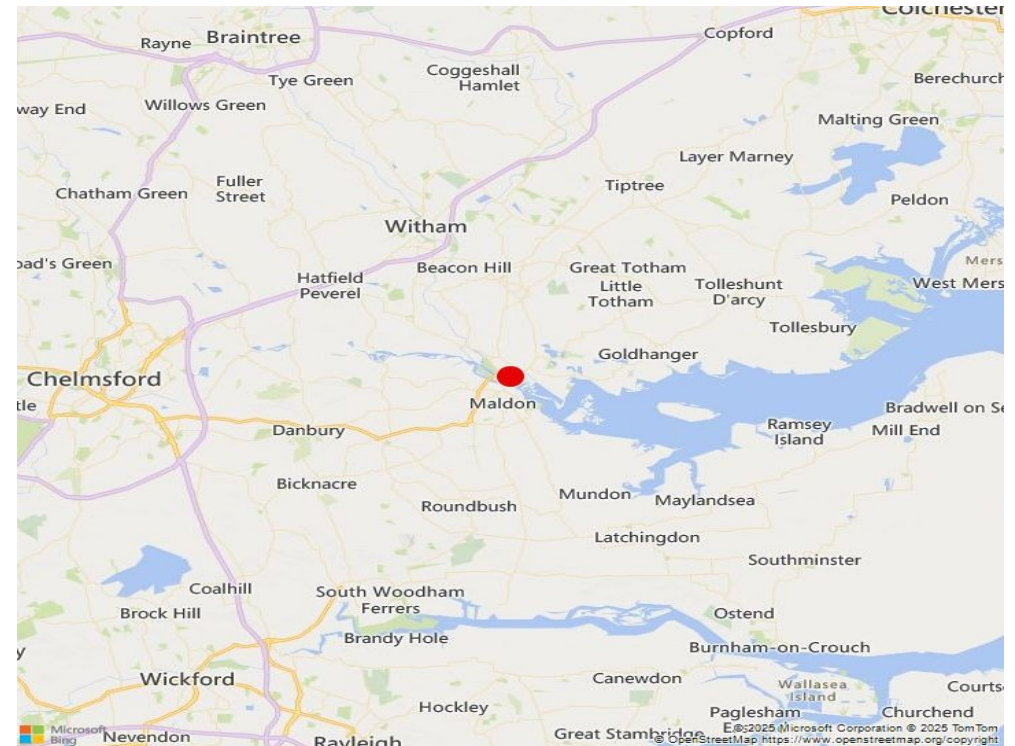 Colchester
Rayne
Braintree
Copford
Tye Green
Coggeshall
Hamlet
Berechurch
way End
Willows Green
Malting Green
Layer Marney
Fuller
Street
Chatham Green
Tiptree
Peldon
Witham
oad's Green
Hatfield
Peverel
Beacon Hill
Great Totham
Little
Totham
Tolleshunt
D'arcy
Mers
West Mers
Tollesbury
Goldhanger
Chelmsford
tle
Maldon
Danbury
Ramsey
Island
Bradwell on Se
Mill End
Bicknacre
Roundbush
Mundon
Maylandsea
Latchingdon
Southminster
Coalhill
South Woodham
Ferrers
Brock Hill
Ostend
Brandy Hole
Burnham-on-Crouch
y
Wickford
Canewdon
Wallasea
Island
Courts
Hockley
Paglesham
Churchend
Microsoft
Bing
Nevendon
Rayleigh
Great Stambridge
©2025 Microsoft Corporation © 2025 TomTom
© OpenStreetMap https://www.openstreetmap.org/copyright